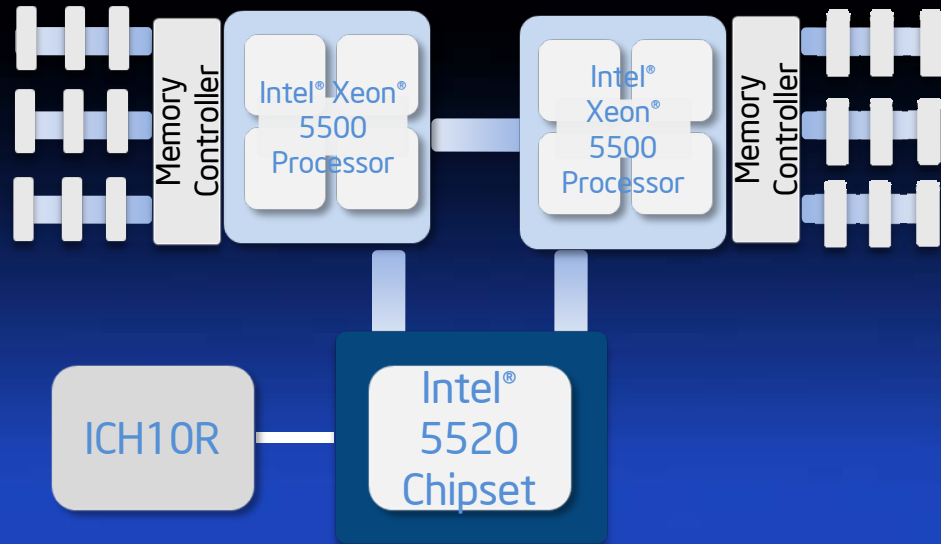 Memory
Controller
Intel® Xeon®
5500
Processor
Intel®
Xeon®
5500
Processor
Memory
Controller
ICH10R
Intel®
5520
Chipset